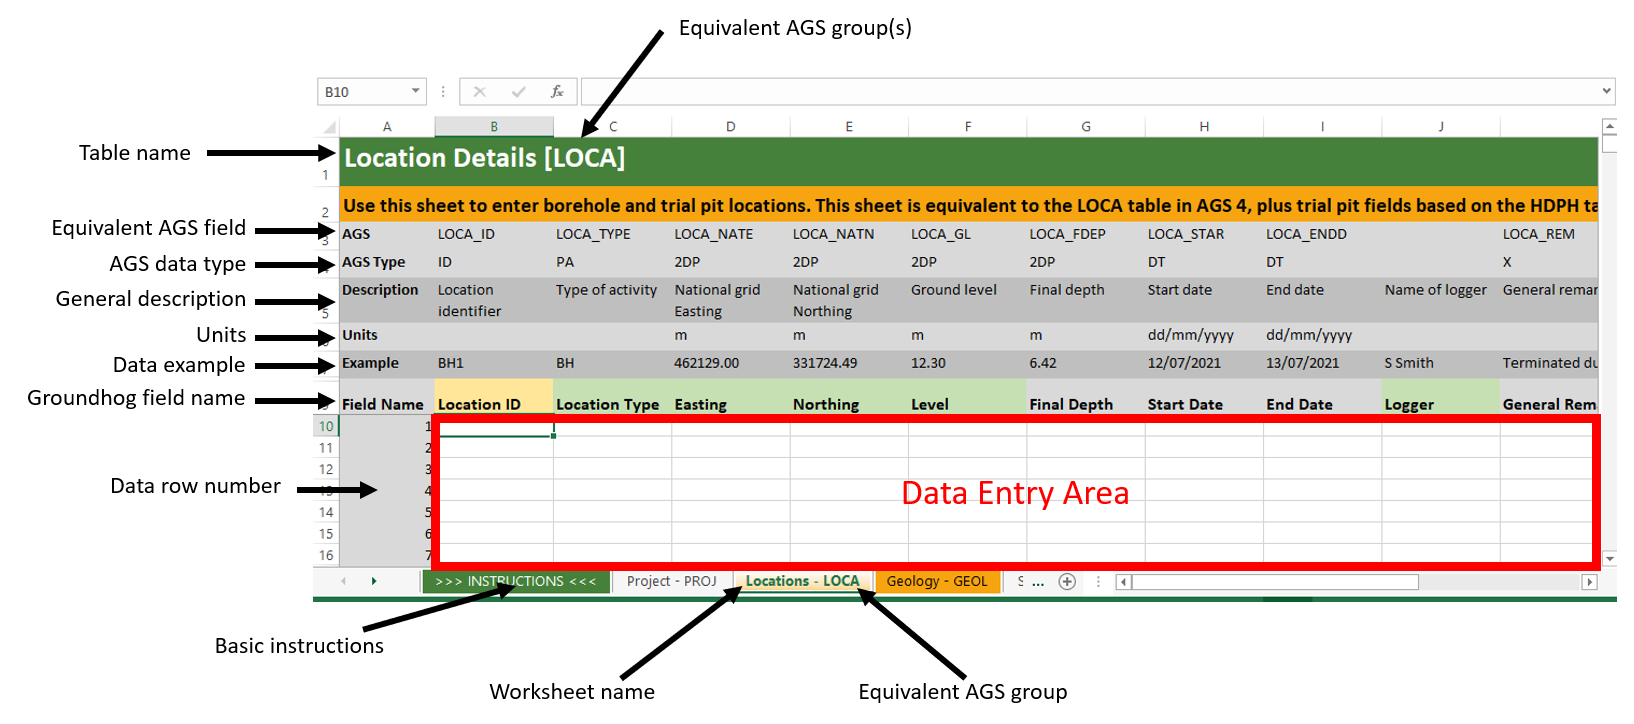 Equivalent AGS group(s)
B10
fx
A B C D E F G H I J
Table name
Location Details [LOCA]
1
2
Use this sheet to enter borehole and trial pit locations. This sheet is equivalent to the LOCA table in AGS 4, plus trial pit fields based on the HDPH ta
Equivalent AGS field
3
AGS LOCA_ID LOCA_TYPE LOCA_NATE LOCA_NATN LOCA_GL LOCA_FDEP LOCA_STAR LOCA_ENDD LOCA_REM
AGS data type
AGS Type ID PA 2DP 2DP 2DP 2DP DT DT X
General description
Description Location identifier Type of activity National grid Easting National grid Northing Ground level Final depth Start date End date Name of logger General remar
5
Units
Units m m m m dd/mm/yyyy dd/mm/yyyy
Data example
Example BH1 BH 462129.00 331724.49 12.30 6.42 12/07/2021 13/07/2021 S Smith Terminated du
Groundhog field name
Field Name Location ID Location Type Easting Northing Level Final Depth Start Date End Date Logger General Rem
10 1
11 2
12 3
Data row number
13 4
Data Entry Area
14 5
15 6
16 7
>>> INSTRUCTIONS <<< Project - PROJ Locations - LOCA Geology - GEOL S ...
Basic instructions
Worksheet name
Equivalent AGS group